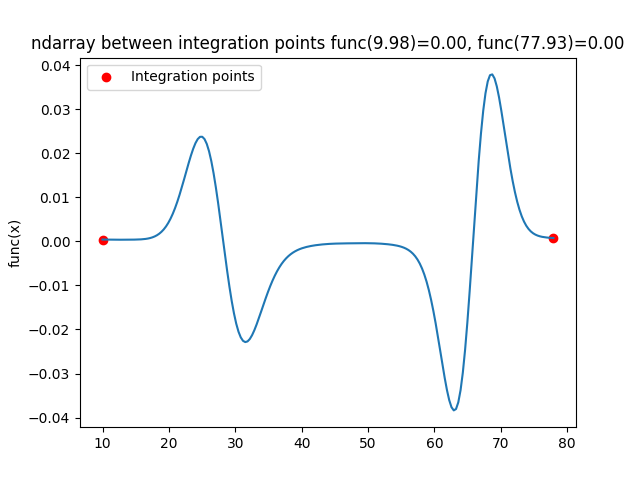 ndarray between integration points func(9.98)=0.00, func(77.93)=0.00
Integration points
func(x)
0.04
0.03
0.02
0.01
0.00
−0.01
−0.02
−0.03
−0.04
10 20 30 40 50 60 70 80